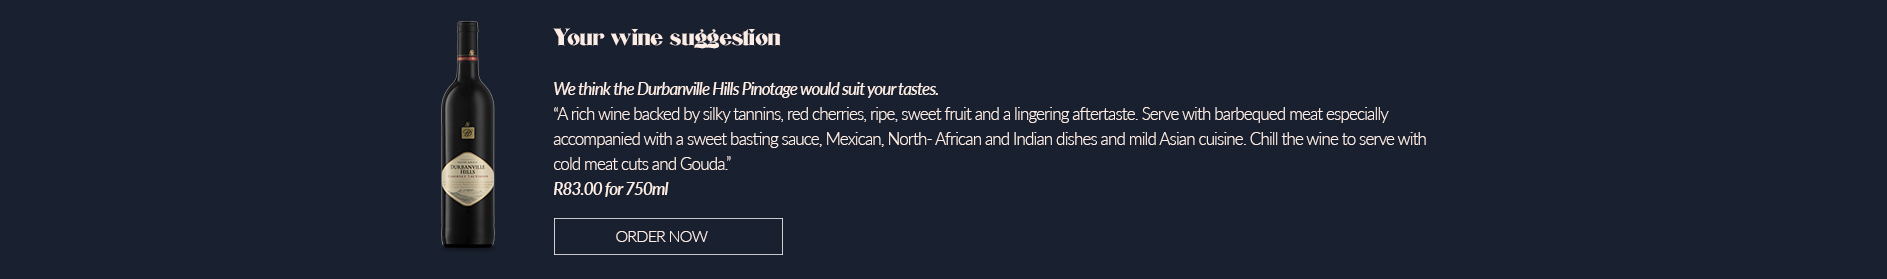 Your wine suggestion
We think the Durbanville Hills Pinotage would suit your tastes.
“A rich wine backed by silky tannins, red cherries, ripe, sweet fruit and a lingering aftertaste. Serve with barbequed meat especially
accompanied with a sweet basting sauce, Mexican, North- African and Indian dishes and mild Asian cuisine. Chill the wine to serve with
cold meat cuts and Gouda.”
R83.00 for 750ml
ORDER NOW
DURBANVILLE
HILLS